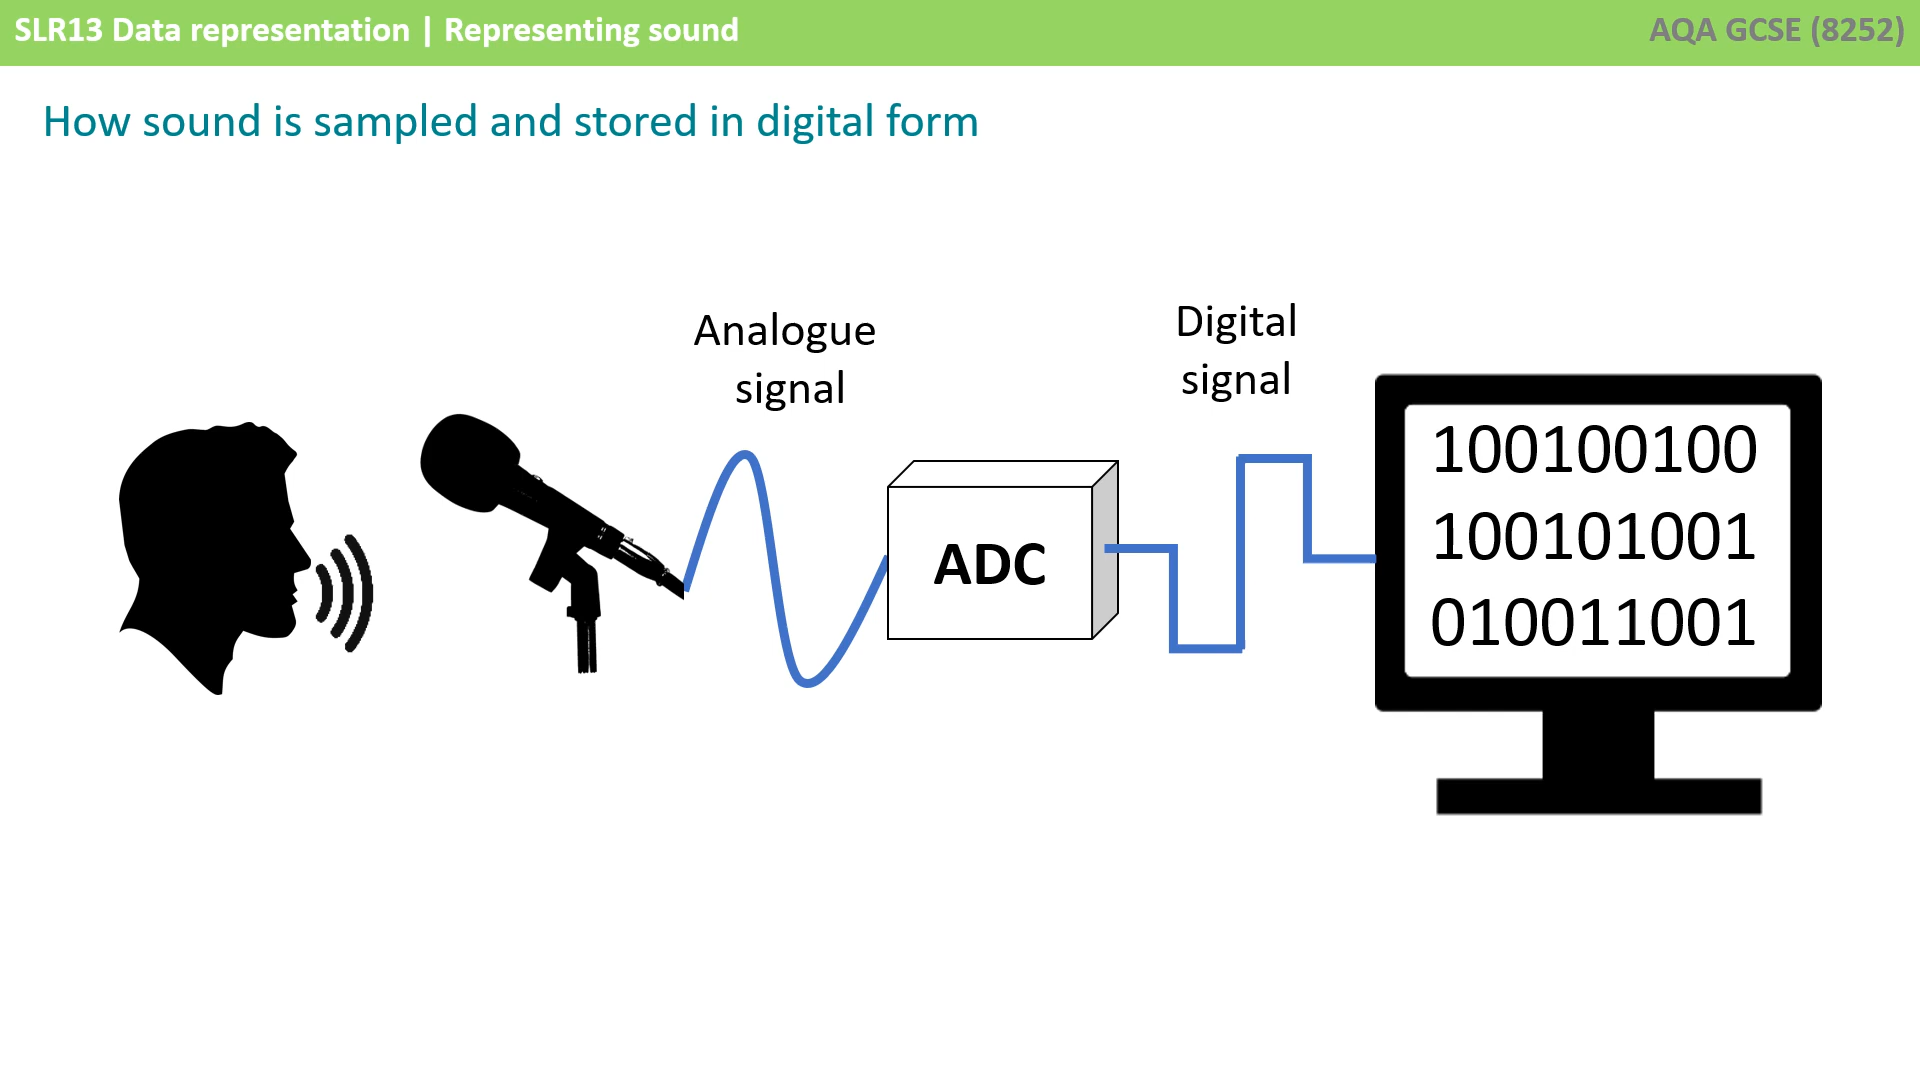 SLR13 Data representation | Representing sound
AQA GCSE (8252)
How sound is sampled and stored in digital form
Analogue
signal
ADC
Digital
signal
100100100
100101001
010011001